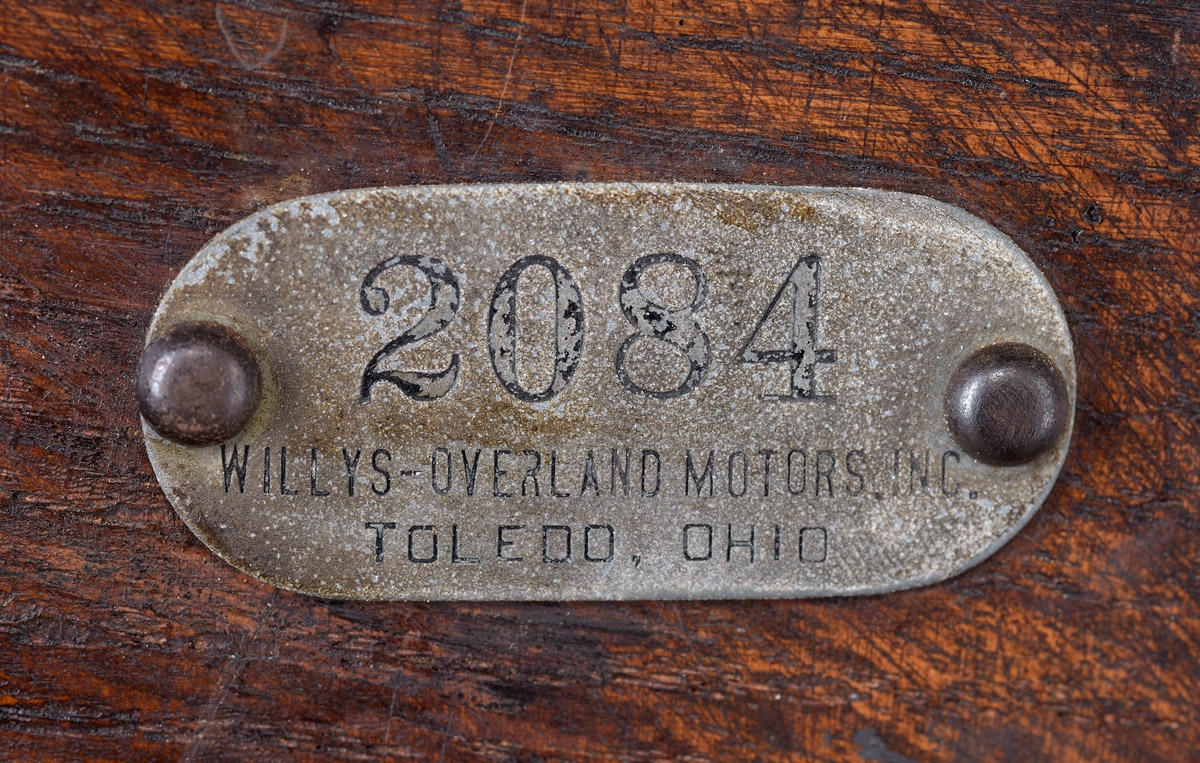 2084
WILLYS-OVERLAND MOTORS, INC.
TOLEDO, OHIO